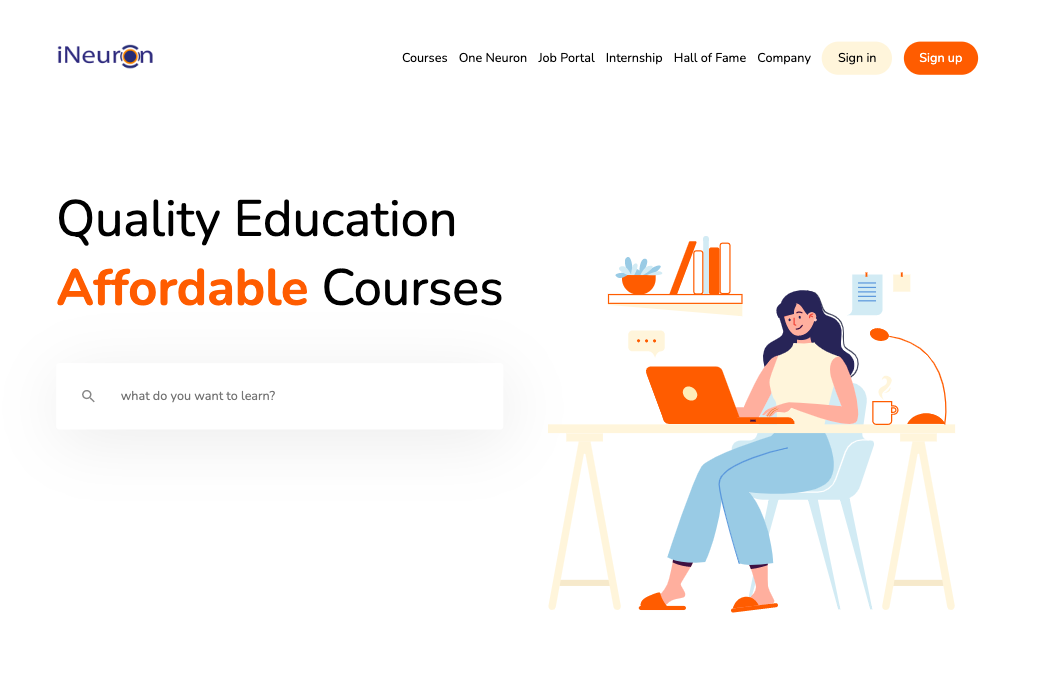 iNeuron
Courses One Neuron Job Portal Internship Hall of Fame Company Sign in Sign up
Quality Education
Affordable Courses
what do you want to learn?